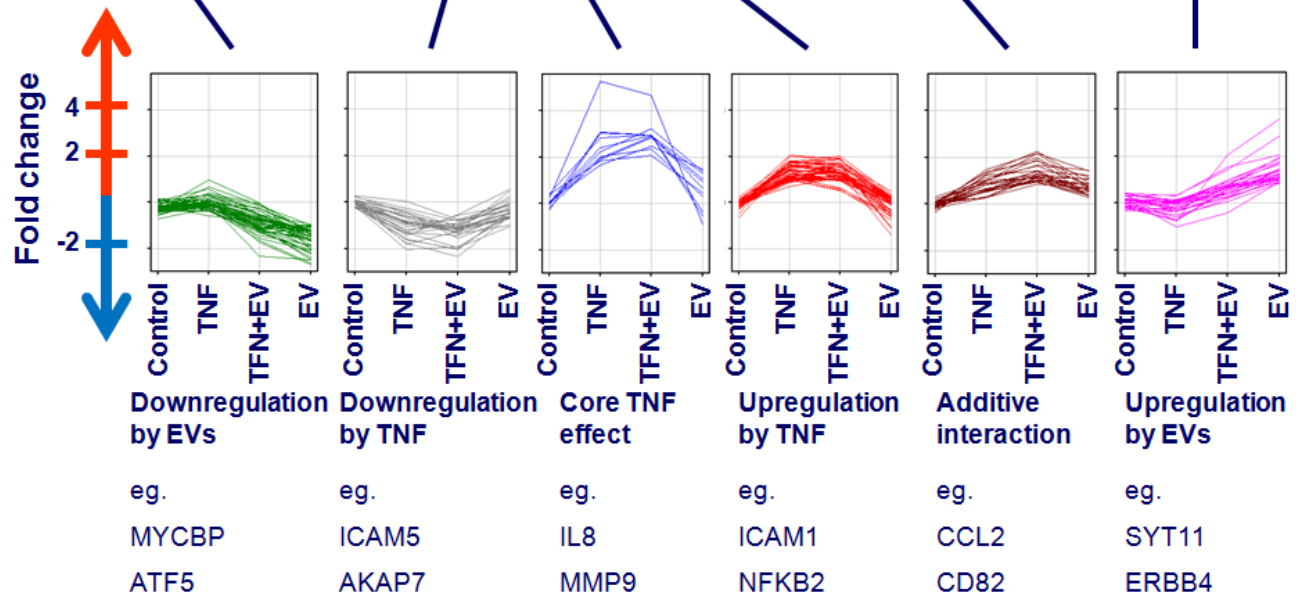 Fold change
4
2
-2
Control
TNF
TFN+EV
EV
Control
TNF
TFN+EV
EV
Control
TNF
TFN+EV
EV
Control
TNF
TFN+EV
EV
Control
TNF
TFN+EV
EV
Control
TNF
TFN+EV
EV
Downregulation
by EVs
eg.
MYCBP
ATF5
Downregulation
by TNF
eg.
ICAM5
AKAP7
Core TNF
effect
eg.
IL8
MMP9
Upregulation
by TNF
eg.
ICAM1
NFKB2
Additive
interaction
eg.
CCL2
CD82
Upregulation
by EVs
eg.
SYT11
ERBB4